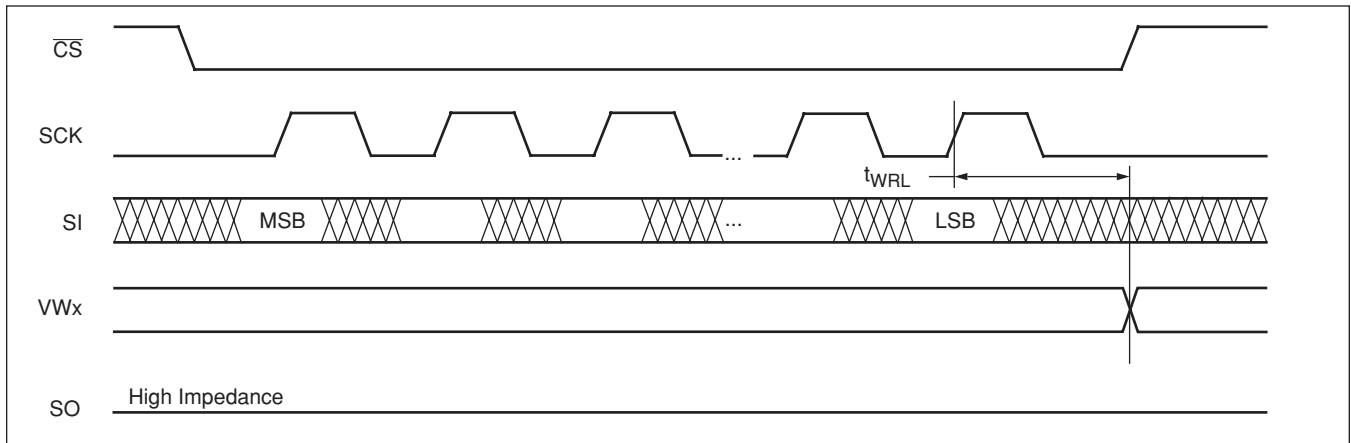 CS
SCK
...
tWRL
SI
MSB
...
LSB
VWx
SO
High Impedance